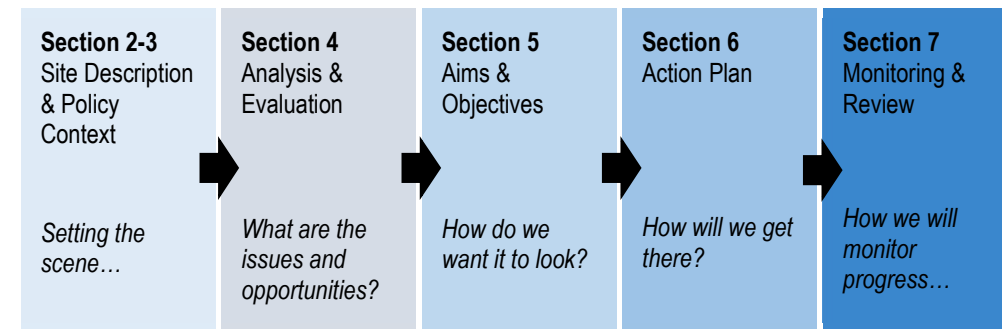 Section 2-3
Site Description
& Policy
Context
Setting the
scene…
Section 4
Analysis &
Evaluation
What are the
issues and
opportunities?
Section 5
Aims &
Objectives
How do we
want it to look?
Section 6
Action Plan
How will we get
there?
Section 7
Monitoring &
Review
How we will
monitor
progress…